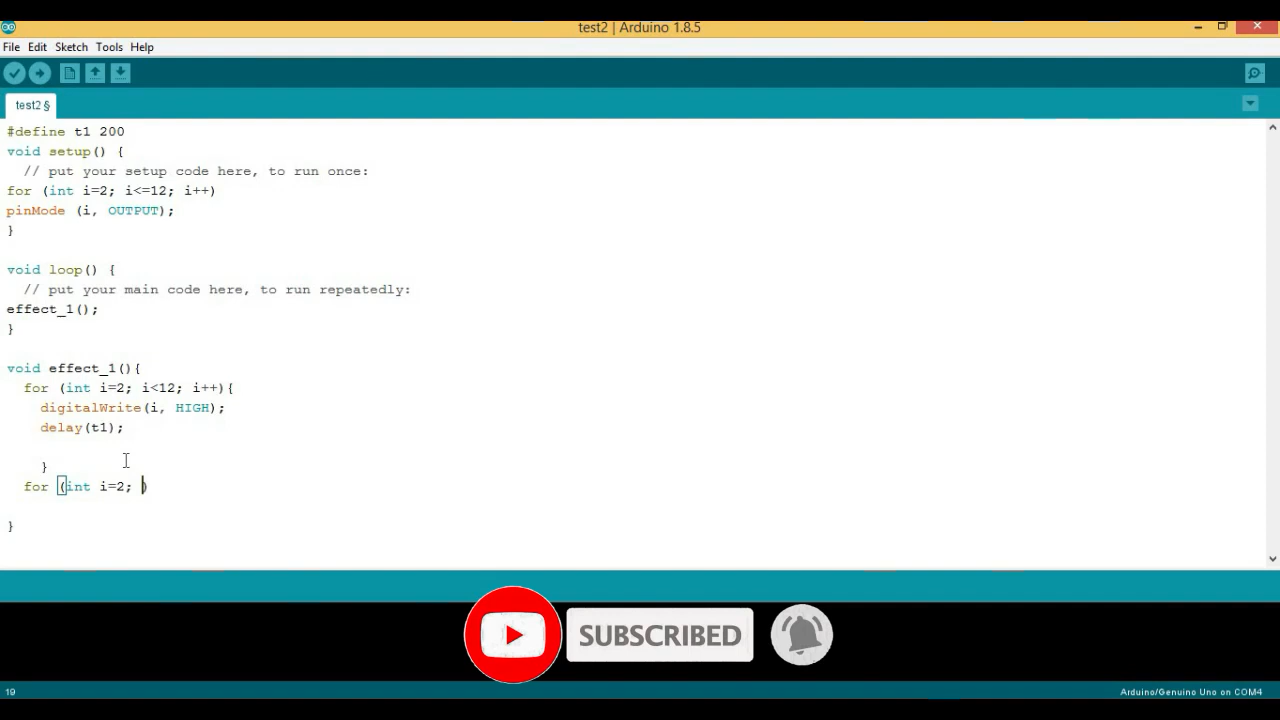 test2 | Arduino 1.8.5
File Edit Sketch Tools Help
test2 §
#define t1 200
void setup() {
  // put your setup code here, to run once:
for (int i=2; i<=12; i++)
pinMode (i, OUTPUT);
}
void loop() {
  // put your main code here, to run repeatedly:
effect_1();
}
void effect_1(){
  for (int i=2; i<12; i++){
    digitalWrite(i, HIGH);
    delay(t1);
    }
  for (int i=2; )
}
SUBSCRIBED
19
Arduino/Genuino Uno on COM4